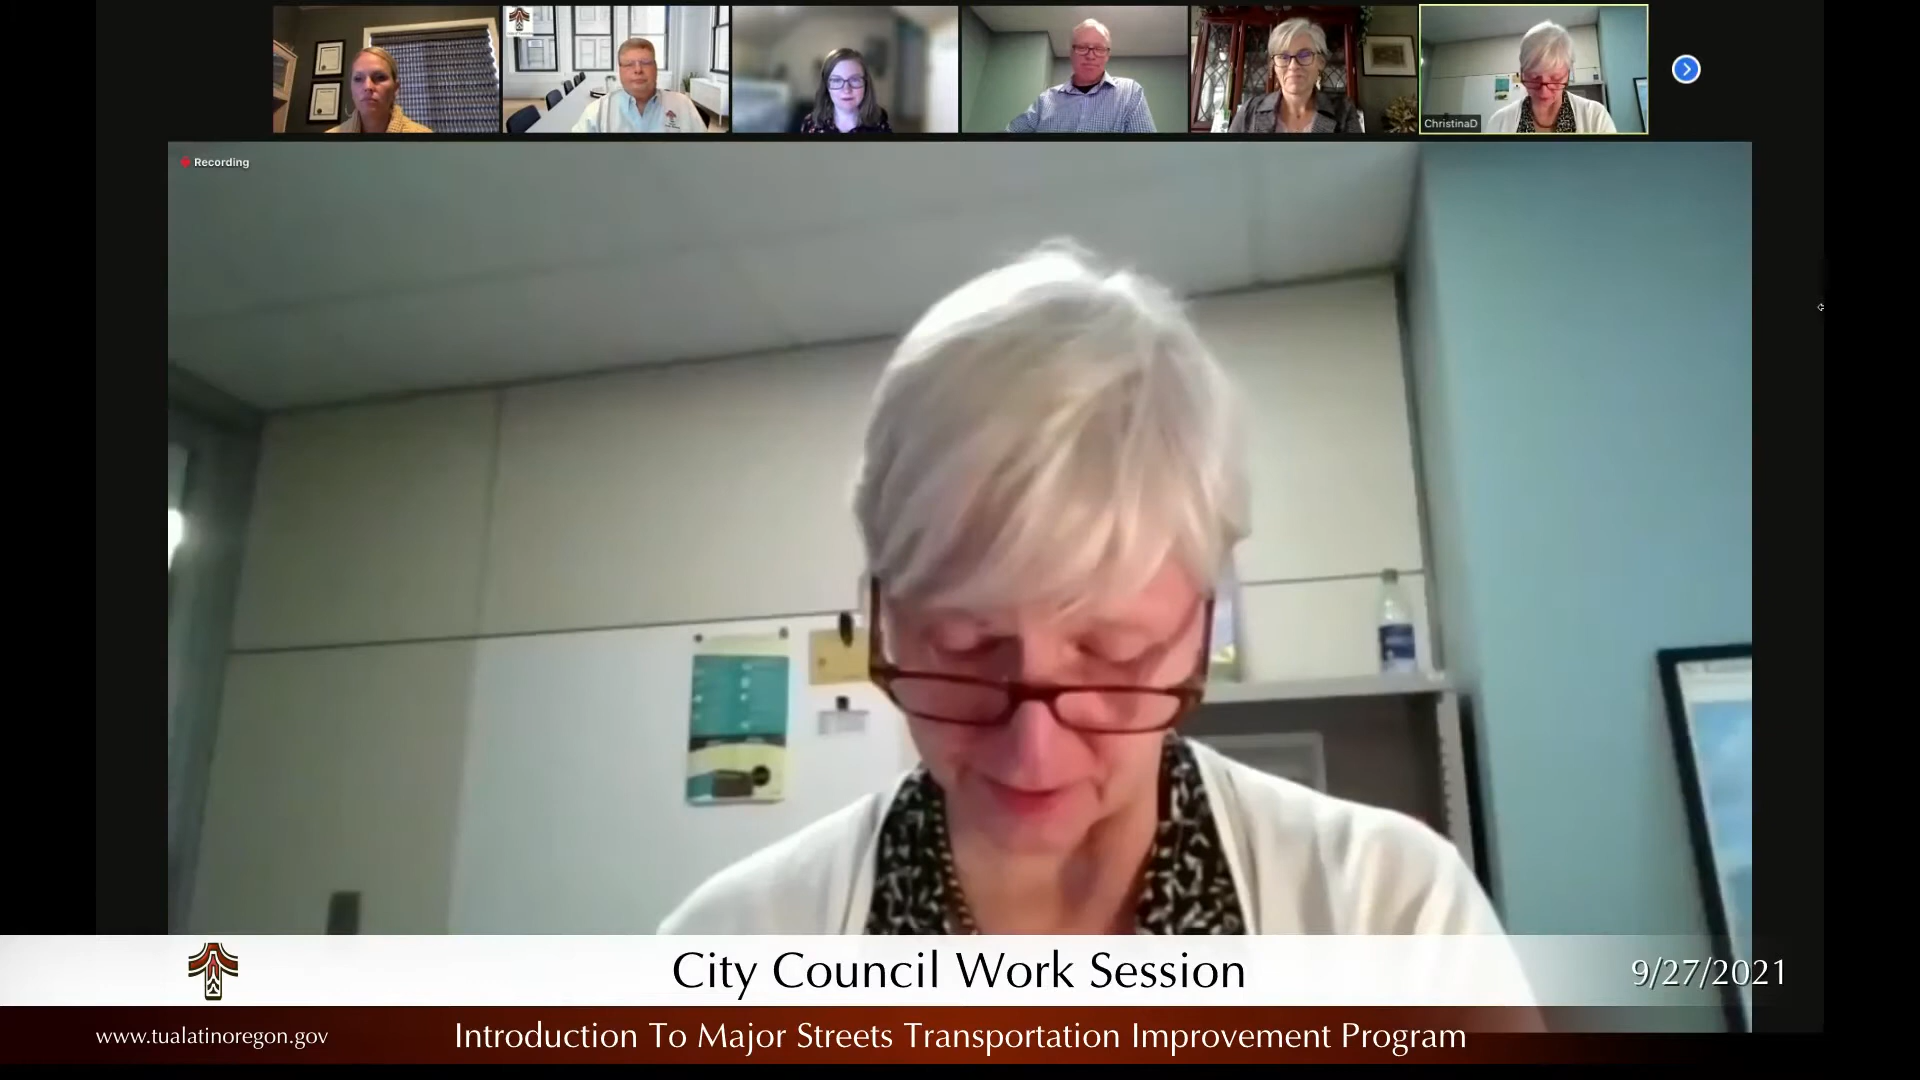 ChristinaD
Recording
City Council Work Session
9/27/2021
www.tualatinoregon.gov
Introduction To Major Streets Transportation Improvement Program